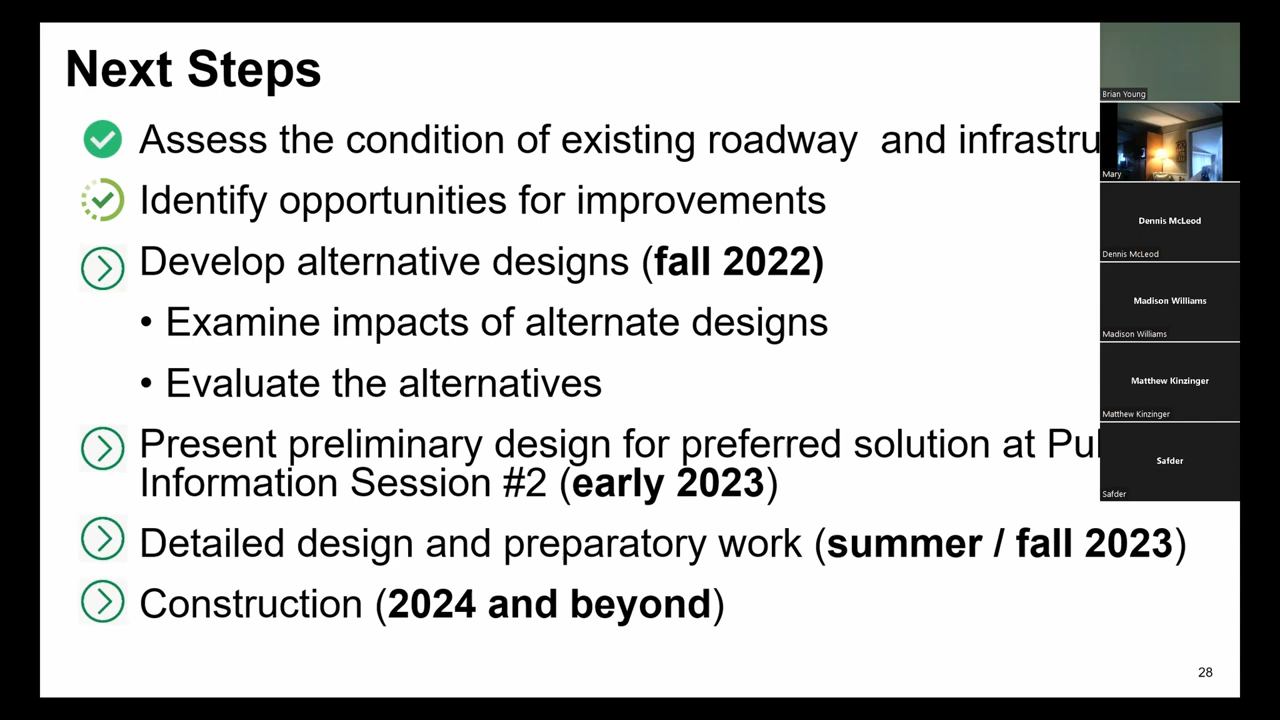 Next Steps
Assess the condition of existing roadway and
Identify opportunities for improvements
Develop alternative designs (fall 2022)
• Examine impacts of alternate designs
• Evaluate the alternatives
Present preliminary design for preferred solution at
Information Session #2 (early 2023)
Detailed design and preparatory work (summer / fall 2023)
Construction (2024 and beyond)
28
Brian Young
Mary
Dennis McLeod
Dennis McLeod
Madison Williams
Madison Williams
Matthew Kinzinger
Matthew Kinzinger
Safder
Safder